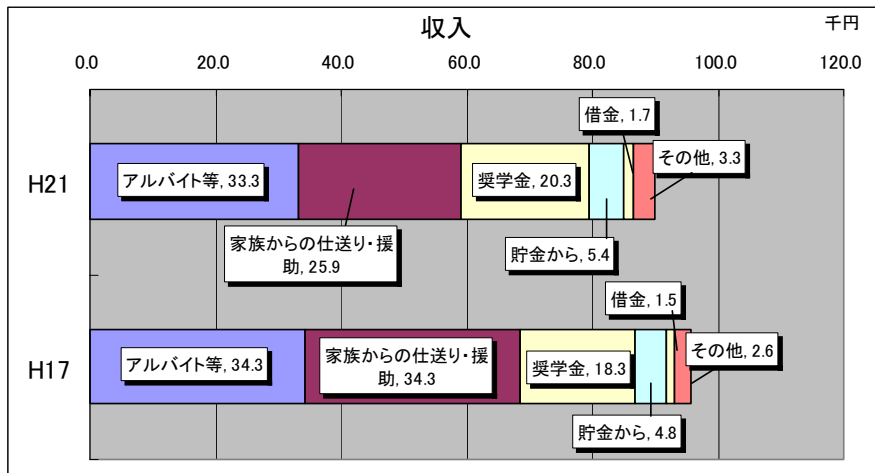 収入
千円
0.0 20.0 40.0 60.0 80.0 100.0 120.0
借金, 1.7
H21
アルバイト等, 33.3
奨学金, 20.3
その他, 3.3
家族からの仕送り・援
助, 25.9
貯金から, 5.4
借金, 1.5
H17
アルバイト等, 34.3
家族からの仕送り・援
助, 34.3
奨学金, 18.3
その他, 2.6
貯金から, 4.8